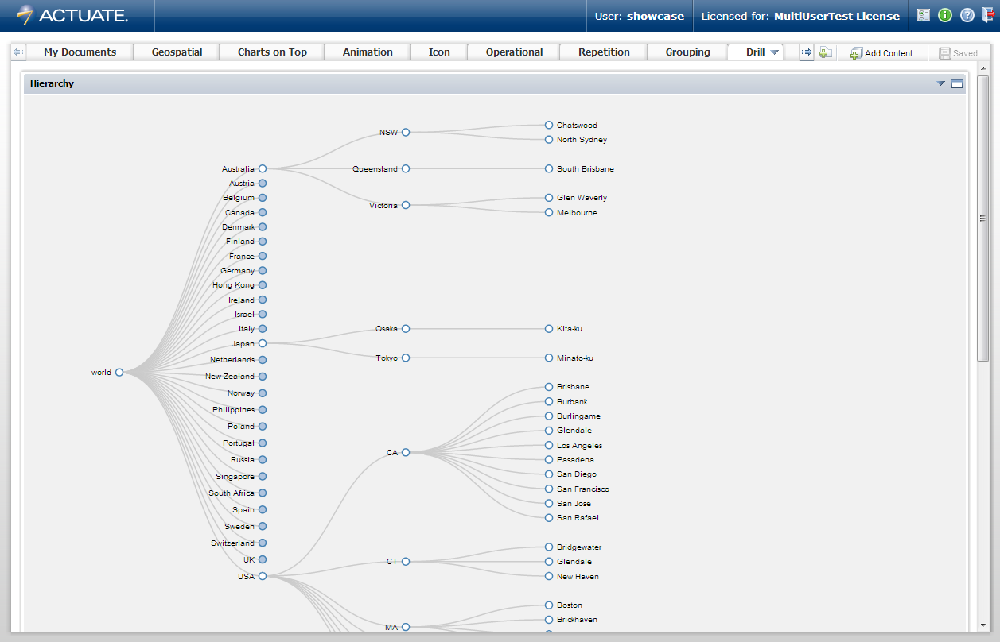 ACTUATE.
User: showcase
Licensed for: MultiUserTest License
My Documents
Geospatial
Charts on Top
Animation
Icon
Operational
Repetition
Grouping
Drill
Add Content
Saved
Hierarchy
world
Australia
Austria
Belgium
Canada
Denmark
Finland
France
Germany
Hong Kong
Ireland
Israel
Italy
Japan
Netherlands
New Zealand
Norway
Philippines
Poland
Portugal
Russia
Singapore
South Africa
Spain
Sweden
Switzerland
UK
USA
NSW
Queensland
Victoria
Osaka
Tokyo
CA
CT
MA
Chatswood
North Sydney
South Brisbane
Glen Waverly
Melbourne
Kita-ku
Minato-ku
Brisbane
Burbank
Burlingame
Glendale
Los Angeles
Pasadena
San Diego
San Francisco
San Jose
San Rafael
Bridgewater
Glendale
New Haven
Boston
Brickhaven